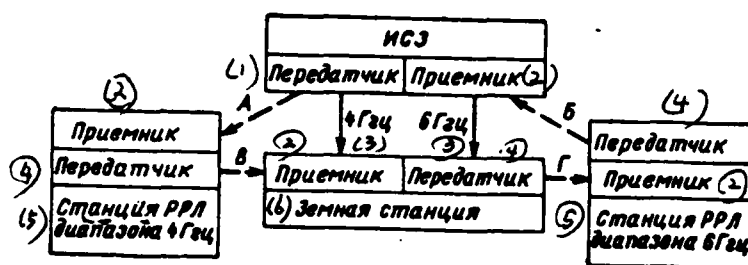 ИСЗ
(1) Передатчик Приемник (2)
А
Б
(2)
(4)
Приемник
④ Передатчик
(5) Станция РРЛ
диапазона 4 Ггц
В
4 Ггц
(3)
6 Ггц
②
③
4
Приемник Передатчик
(6) Земная станция
Г
Передатчик
Приемник ②
⑤ Станция РРЛ
диапазона 6 Ггц